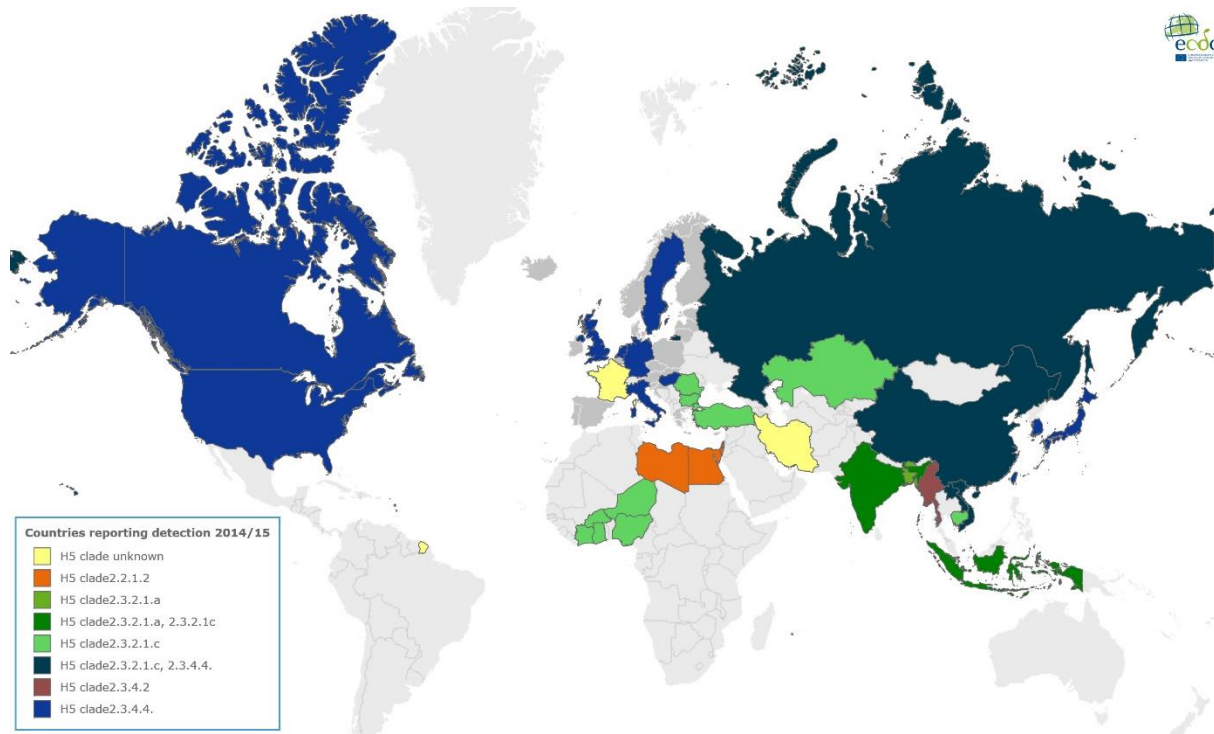 ecdc
Countries reporting detection 2014/15
H5 clade unknown
H5 clade2.2.1.2
H5 clade2.3.2.1.a
H5 clade2.3.2.1.a, 2.3.2.1c
H5 clade2.3.2.1.c
H5 clade2.3.2.1.c, 2.3.4.4.
H5 clade2.3.4.2
H5 clade2.3.4.4.